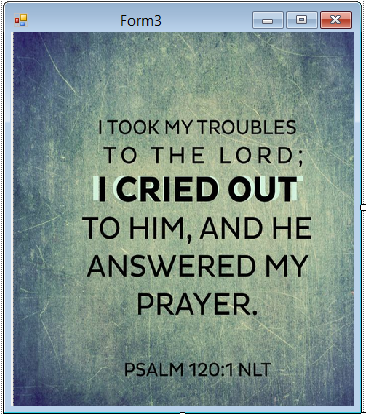 Form3
I TOOK MY TROUBLES
TO THE LORD;
I CRIED OUT
TO HIM, AND HE
ANSWERED MY
PRAYER.
PSALM 120:1 NLT